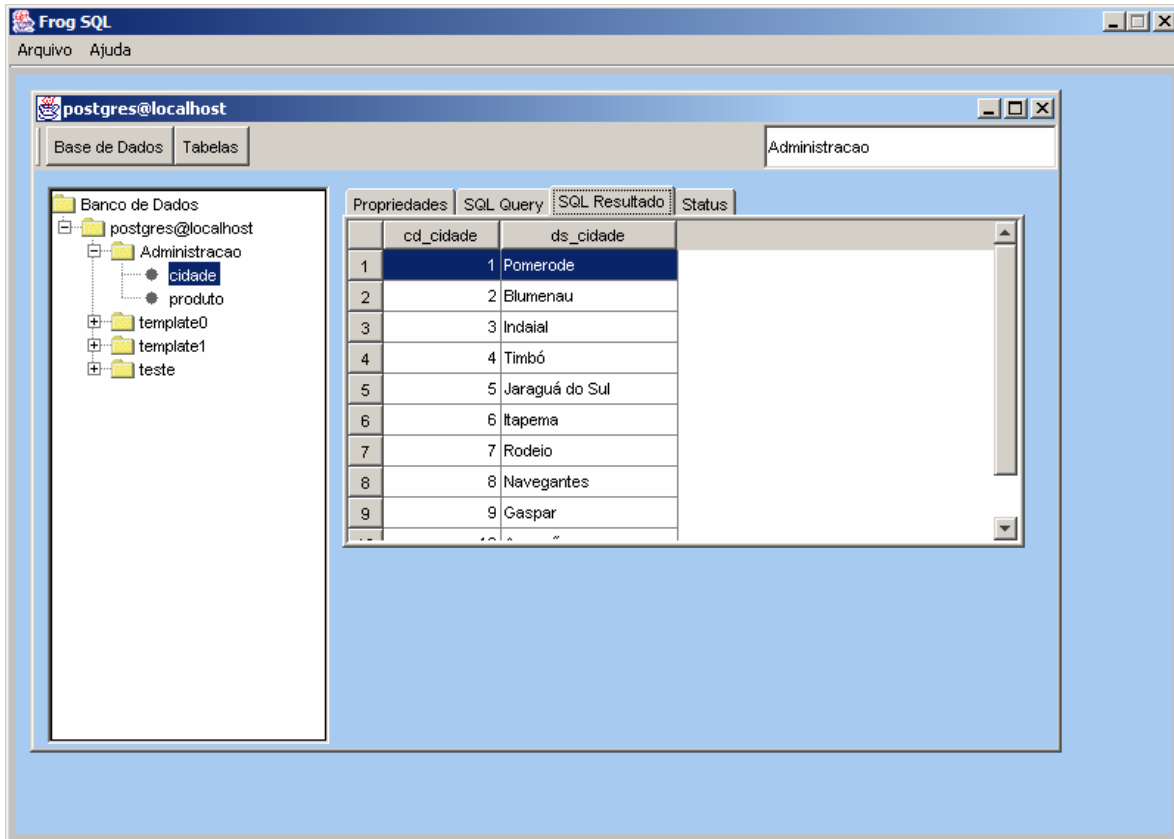 Frog SQL
Arquivo Ajuda
postgres@localhost
Base de Dados Tabelas Administracao
Banco de Dados
postgres@localhost
Administracao
cidade
produto
template0
template1
teste
Propriedades SQL Query SQL Resultado Status
cd_cidade ds_cidade
1 1 Pomerode
2 2 Blumenau
3 3 Indaial
4 4 Timbó
5 5 Jaraguá do Sul
6 6 Itapema
7 7 Rodeio
8 8 Navegantes
9 9 Gaspar